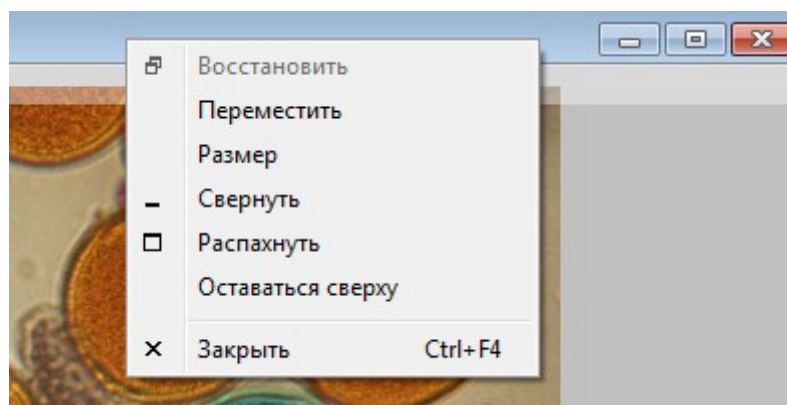 Восстановить
Переместить
Размер
Свернуть
Распахнуть
Оставаться сверху
Закрыть Ctrl+F4